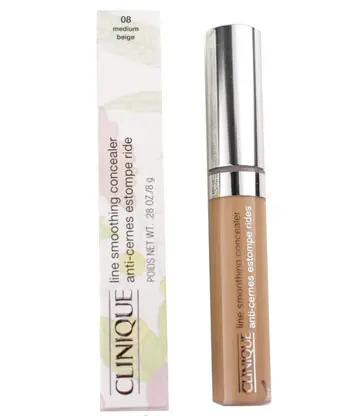 08
medium
beige
CLINIQUE
line smoothing concealer
anti-cernes estompe ride
POIDS NET WT. .28 OZ./8 g
CLINIQUE
line smoothing concealer
anti-cernes estompe rides